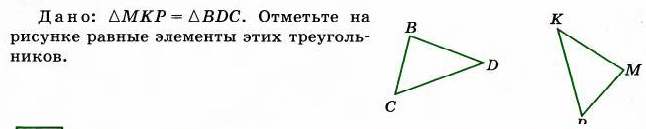 Дано: △MKP = △BDC. Отметьте на
рисунке равные элементы этих треуголь-
ников.
B
D
C
K
M
P